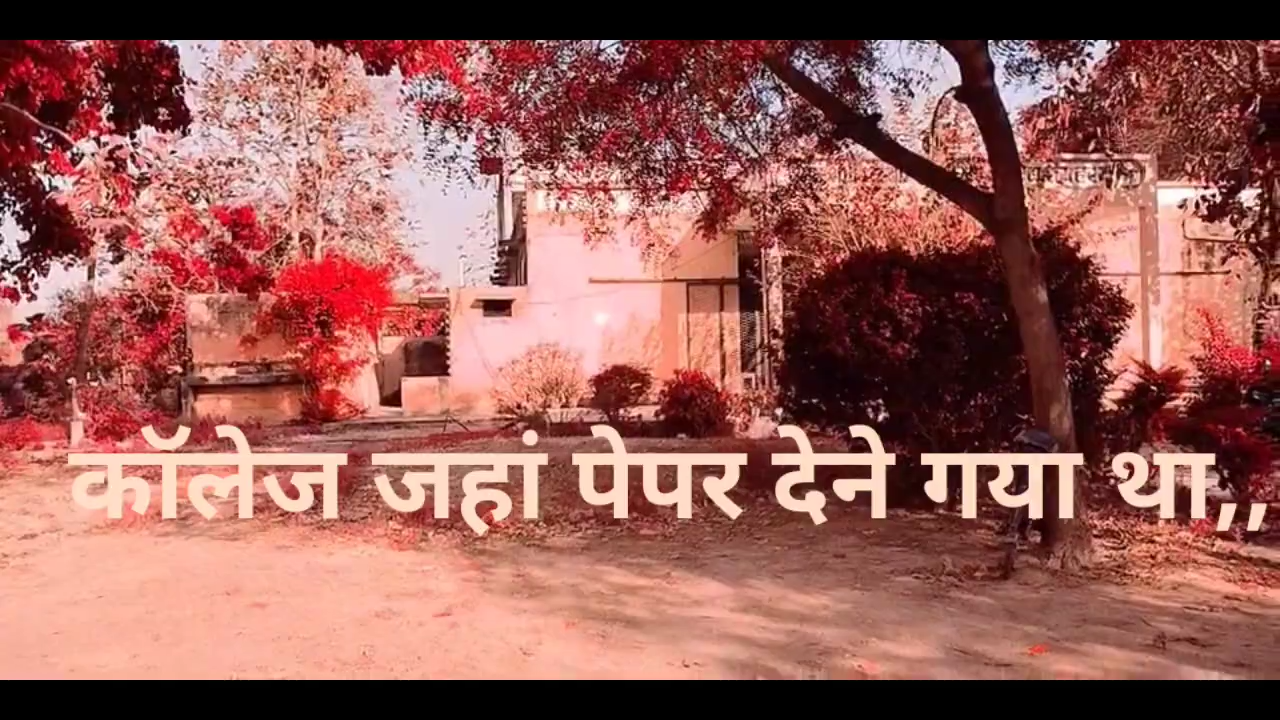 कॉलेज जहां पेपर देने गया था,,